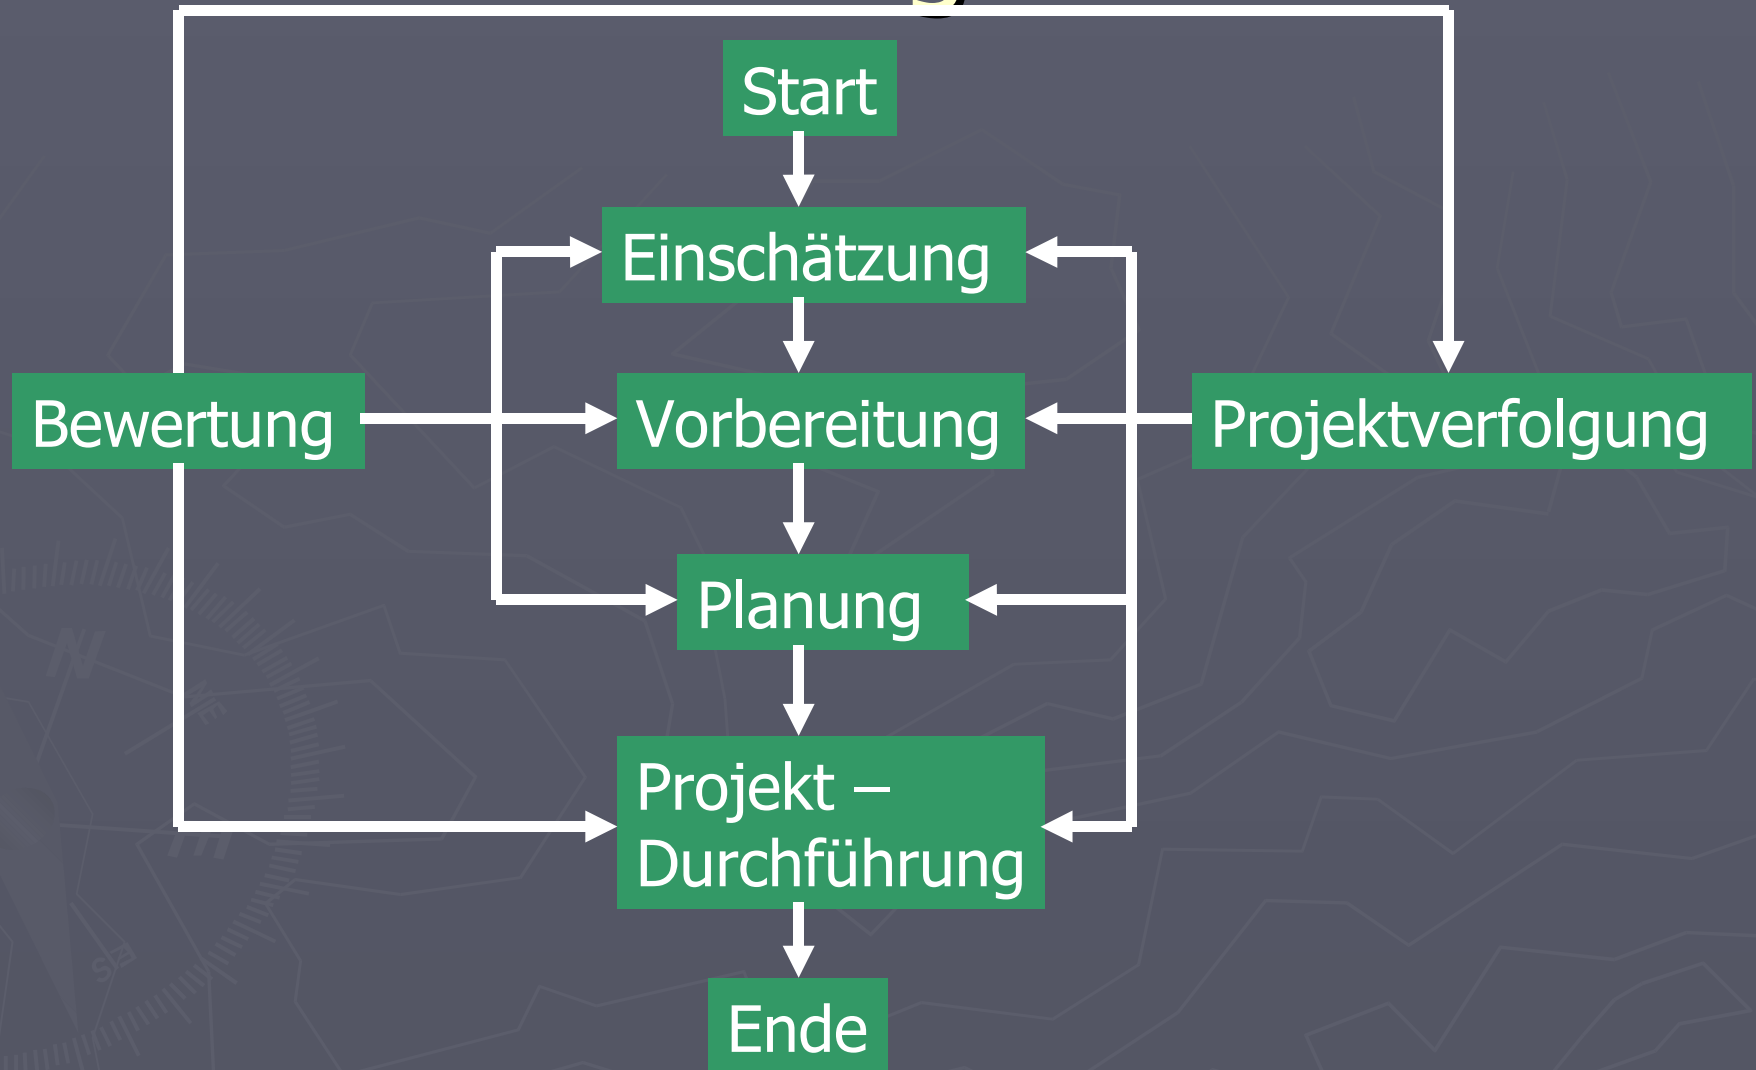 Start
Einschätzung
Bewertung
Vorbereitung
Projektverfolgung
Planung
Projekt –
Durchführung
Ende